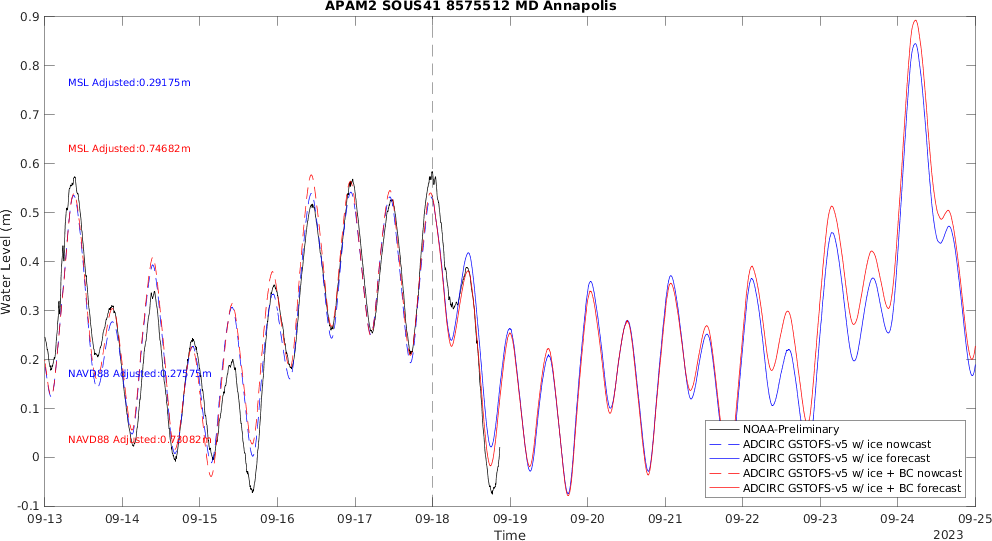 APAM2 SOUS41 8575512 MD Annapolis
0.9
0.8
0.7
0.6
0.5
0.4
0.3
0.2
0.1
0
-0.1
Water Level (m)
MSL Adjusted:0.29175m
MSL Adjusted:0.74682m
NAVD88 Adjusted:0.27575m
NAVD88 Adjusted:0.73082m
NOAA-Preliminary
ADCIRC GSTOFS-v5 w/ ice nowcast
ADCIRC GSTOFS-v5 w/ ice forecast
ADCIRC GSTOFS-v5 w/ ice + BC nowcast
ADCIRC GSTOFS-v5 w/ ice + BC forecast
09-13 09-14 09-15 09-16 09-17 09-18 09-19 09-20 09-21 09-22 09-23 09-24 09-25
Time
2023